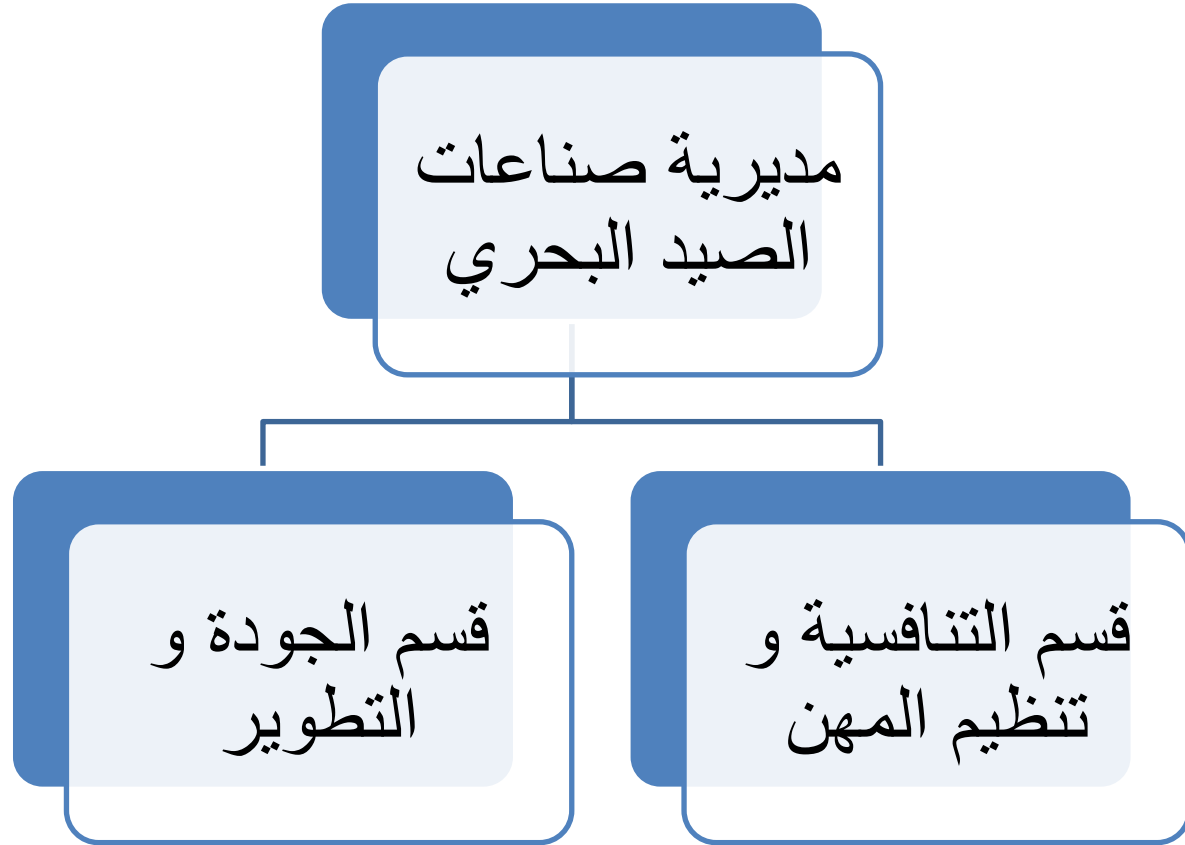 مديرية صناعات
الصيد البحري
قسم التنافسية و
تنظيم المهن
قسم الجودة و
التطوير